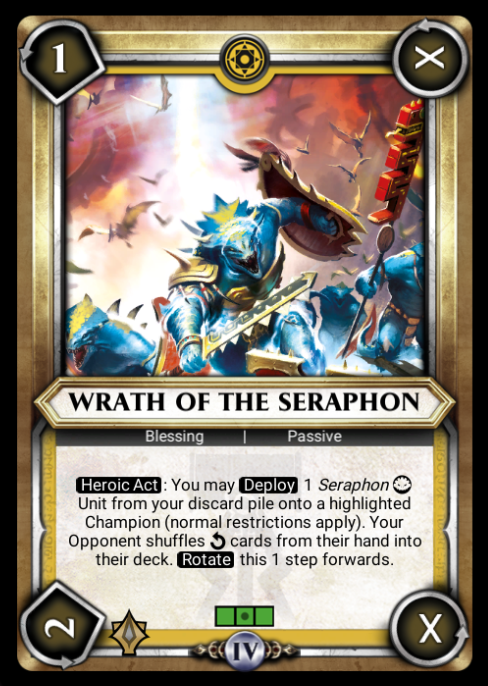 1
X
WRATH OF THE SERAPHON
Blessing | Passive
Heroic Act: You may Deploy 1 Seraphon
Unit from your discard pile onto a highlighted
Champion (normal restrictions apply). Your
Opponent shuffles cards from their hand into
their deck. Rotate this 1 step forwards.
2
IV
X